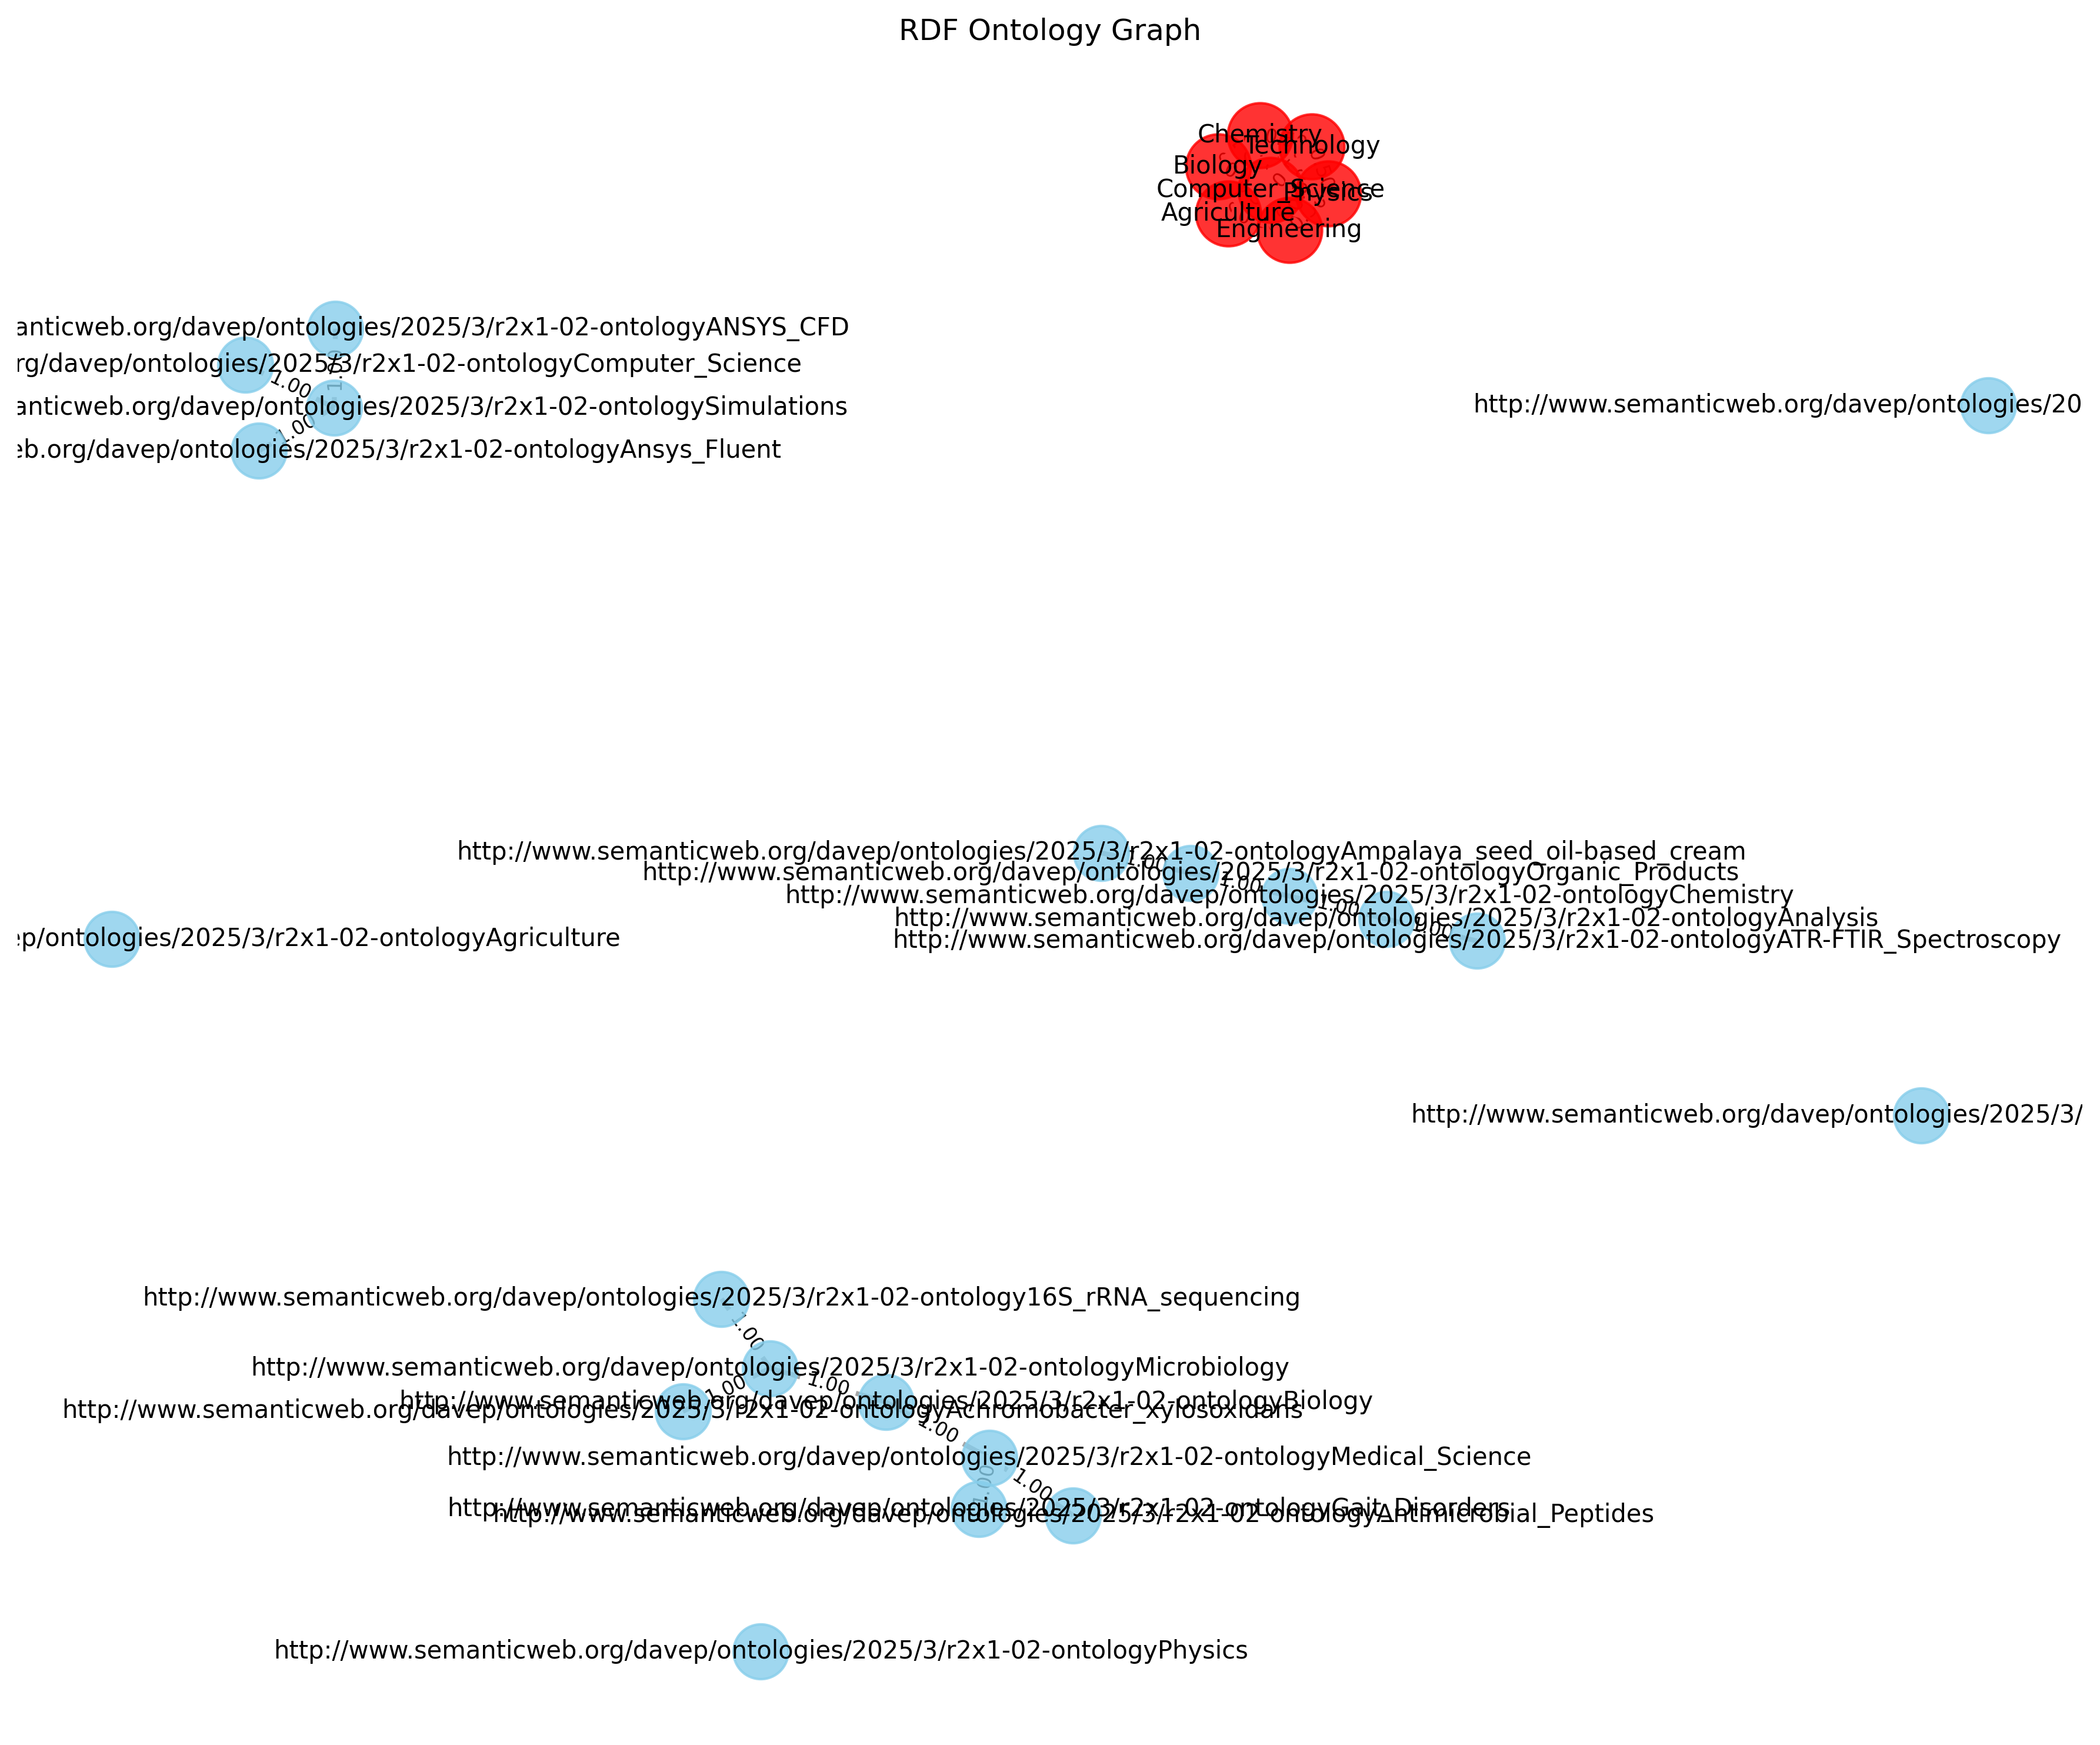 RDF Ontology Graph
Chemistry
Technology
Biology
Computer_Science
Physics
Agriculture
Engineering
anticweb.org/davep/ontologies/2025/3/r2x1-02-ontologyANSYS_CFD
1.00
rg/davep/ontologies/2025/3/r2x1-02-ontologyComputer_Science
1.00
anticweb.org/davep/ontologies/2025/3/r2x1-02-ontologySimulations
http://www.semanticweb.org/davep/ontologies/20
1.00
eb.org/davep/ontologies/2025/3/r2x1-02-ontologyAnsys_Fluent
http://www.semanticweb.org/davep/ontologies/2025/3/r2x1-02-ontologyAmpalaya_seed_oil-based_cream
1.00
http://www.semanticweb.org/davep/ontologies/2025/3/r2x1-02-ontologyOrganic_Products
1.00
http://www.semanticweb.org/davep/ontologies/2025/3/r2x1-02-ontologyChemistry
1.00
http://www.semanticweb.org/davep/ontologies/2025/3/r2x1-02-ontologyAnalysis
1.00
http://www.semanticweb.org/davep/ontologies/2025/3/r2x1-02-ontologyATR-FTIR_Spectroscopy
ep/ontologies/2025/3/r2x1-02-ontologyAgriculture
http://www.semanticweb.org/davep/ontologies/2025/3/
http://www.semanticweb.org/davep/ontologies/2025/3/r2x1-02-ontology16S_rRNA_sequencing
1.00
http://www.semanticweb.org/davep/ontologies/2025/3/r2x1-02-ontologyMicrobiology
1.00
1.00
http://www.semanticweb.org/davep/ontologies/2025/3/r2x1-02-ontologyBiology
http://www.semanticweb.org/davep/ontologies/2025/3/r2x1-02-ontologyAchromobacter_xylosoxidans
1.00
http://www.semanticweb.org/davep/ontologies/2025/3/r2x1-02-ontologyMedical_Science
1.00
1.00
http://www.semanticweb.org/davep/ontologies/2025/3/r2x1-02-ontologyGait_Disorders
http://www.semanticweb.org/davep/ontologies/2025/3/r2x1-02-ontologyAntimicrobial_Peptides
http://www.semanticweb.org/davep/ontologies/2025/3/r2x1-02-ontologyPhysics